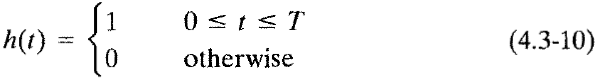 h(t) = { 1 0 ≤ t ≤ T
0 otherwise (4.3-10)